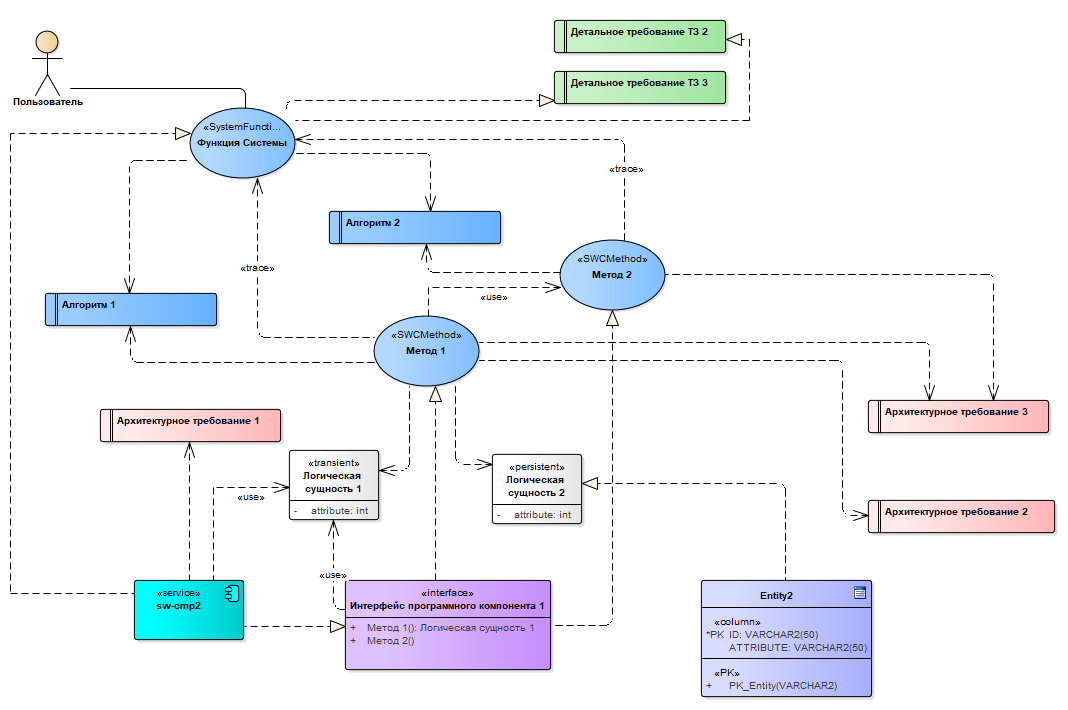 Детальное требование ТЗ 2
Детальное требование ТЗ 3
Пользователь
«SystemFuncti...
Функция Системы
«trace»
Алгоритм 2
«SWCMethod»
Метод 2
«trace»
«use»
Алгоритм 1
«SWCMethod»
Метод 1
Архитектурное требование 3
Архитектурное требование 1
«transient»
Логическая
сущность 1
- attribute: int
«persistent»
Логическая
сущность 2
- attribute: int
«use»
Архитектурное требование 2
«use»
«service»
sw-cmp2
«interface»
Интерфейс программного компонента 1
+ Метод 1(): Логическая сущность 1
+ Метод 2()
Entity2
«column»
*PK ID: VARCHAR2(50)
ATTRIBUTE: VARCHAR2(50)
«PK»
+ PK_Entity(VARCHAR2)